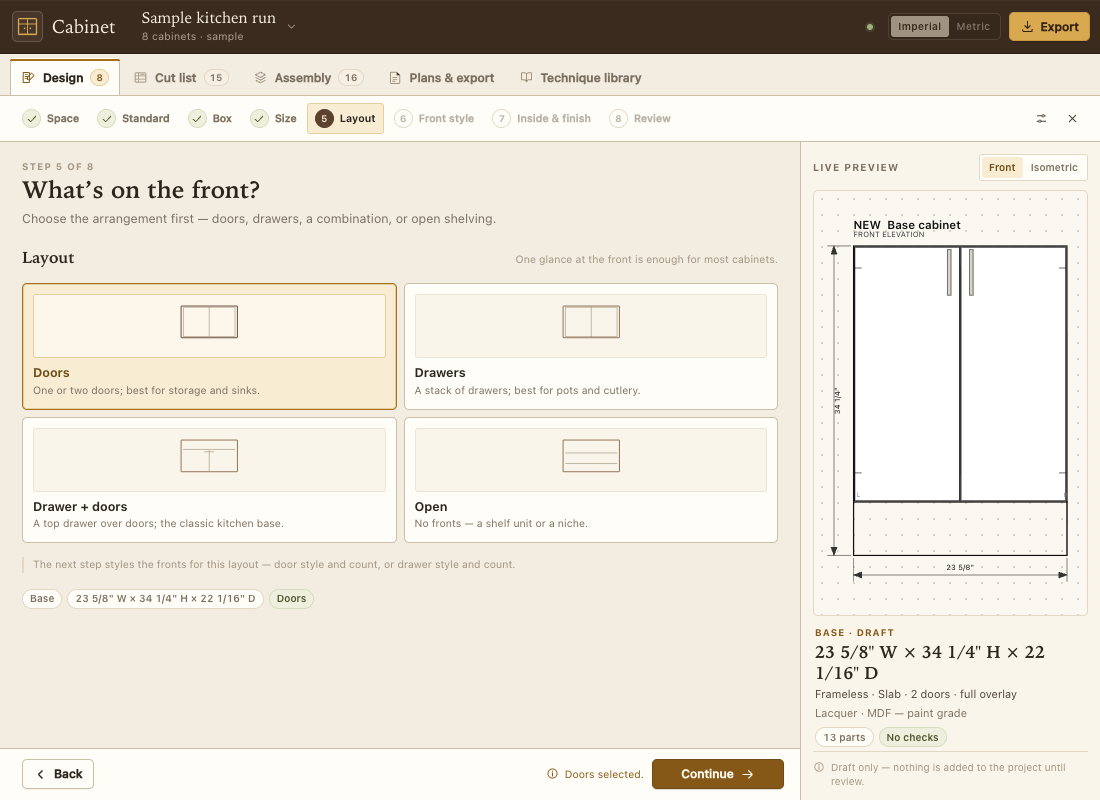 Cabinet
Sample kitchen run
8 cabinets · sample
Imperial
Metric
Export
Design 8
Cut list 15
Assembly 16
Plans & export
Technique library
Space
Standard
Box
Size
5 Layout
6 Front style
7 Inside & finish
8 Review
STEP 5 OF 8
What's on the front?
Choose the arrangement first — doors, drawers, a combination, or open shelving.
Layout
One glance at the front is enough for most cabinets.
Doors
One or two doors; best for storage and sinks.
Drawers
A stack of drawers; best for pots and cutlery.
Drawer + doors
A top drawer over doors; the classic kitchen base.
Open
No fronts — a shelf unit or a niche.
The next step styles the fronts for this layout — door style and count, or drawer style and count.
Base
23 5/8" W × 34 1/4" H × 22 1/16" D
Doors
Back
Doors selected.
Continue
LIVE PREVIEW
Front
Isometric
NEW Base cabinet
FRONT ELEVATION
34 1/4"
L
23 5/8"
BASE · DRAFT
23 5/8" W × 34 1/4" H × 22
1/16" D
Frameless · Slab · 2 doors · full overlay
Lacquer · MDF — paint grade
13 parts
No checks
Draft only — nothing is added to the project until
review.